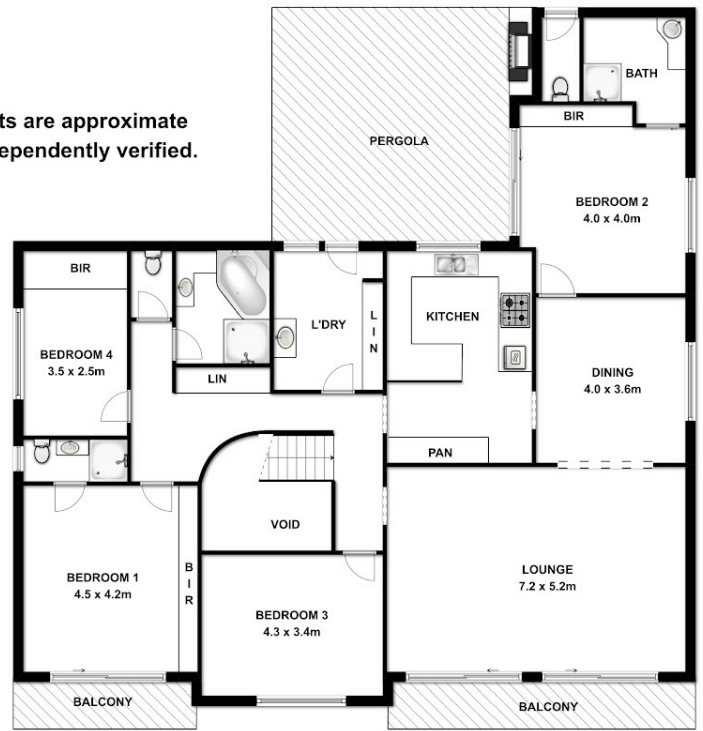 ts are approximate
ependently verified.
PERGOLA
BATH
BIR
BEDROOM 2
4.0 x 4.0m
BIR
BEDROOM 4
3.5 x 2.5m
L'DRY
LIN
KITCHEN
DINING
4.0 x 3.6m
LIN
PAN
VOID
BEDROOM 1
4.5 x 4.2m
BIR
BEDROOM 3
4.3 x 3.4m
LOUNGE
7.2 x 5.2m
BALCONY
BALCONY